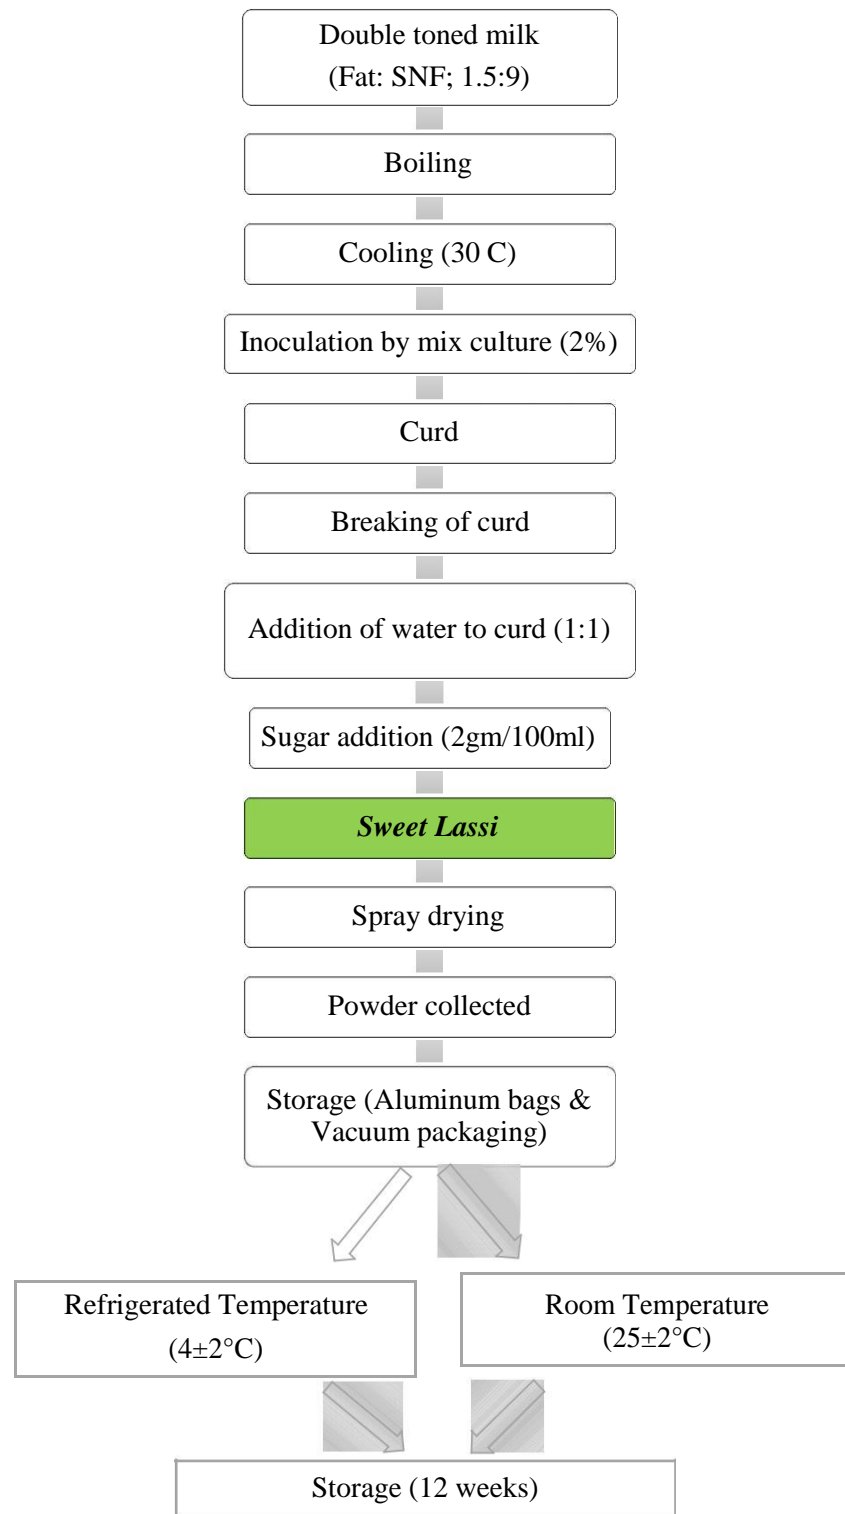 Double toned milk
(Fat: SNF; 1.5:9)
Boiling
Cooling (30 C)
Inoculation by mix culture (2%)
Curd
Breaking of curd
Addition of water to curd (1:1)
Sugar addition (2gm/100ml)
Sweet Lassi
Spray drying
Powder collected
Storage (Aluminum bags &
Vacuum packaging)
Refrigerated Temperature
(4±2°C)
Room Temperature
(25±2°C)
Storage (12 weeks)